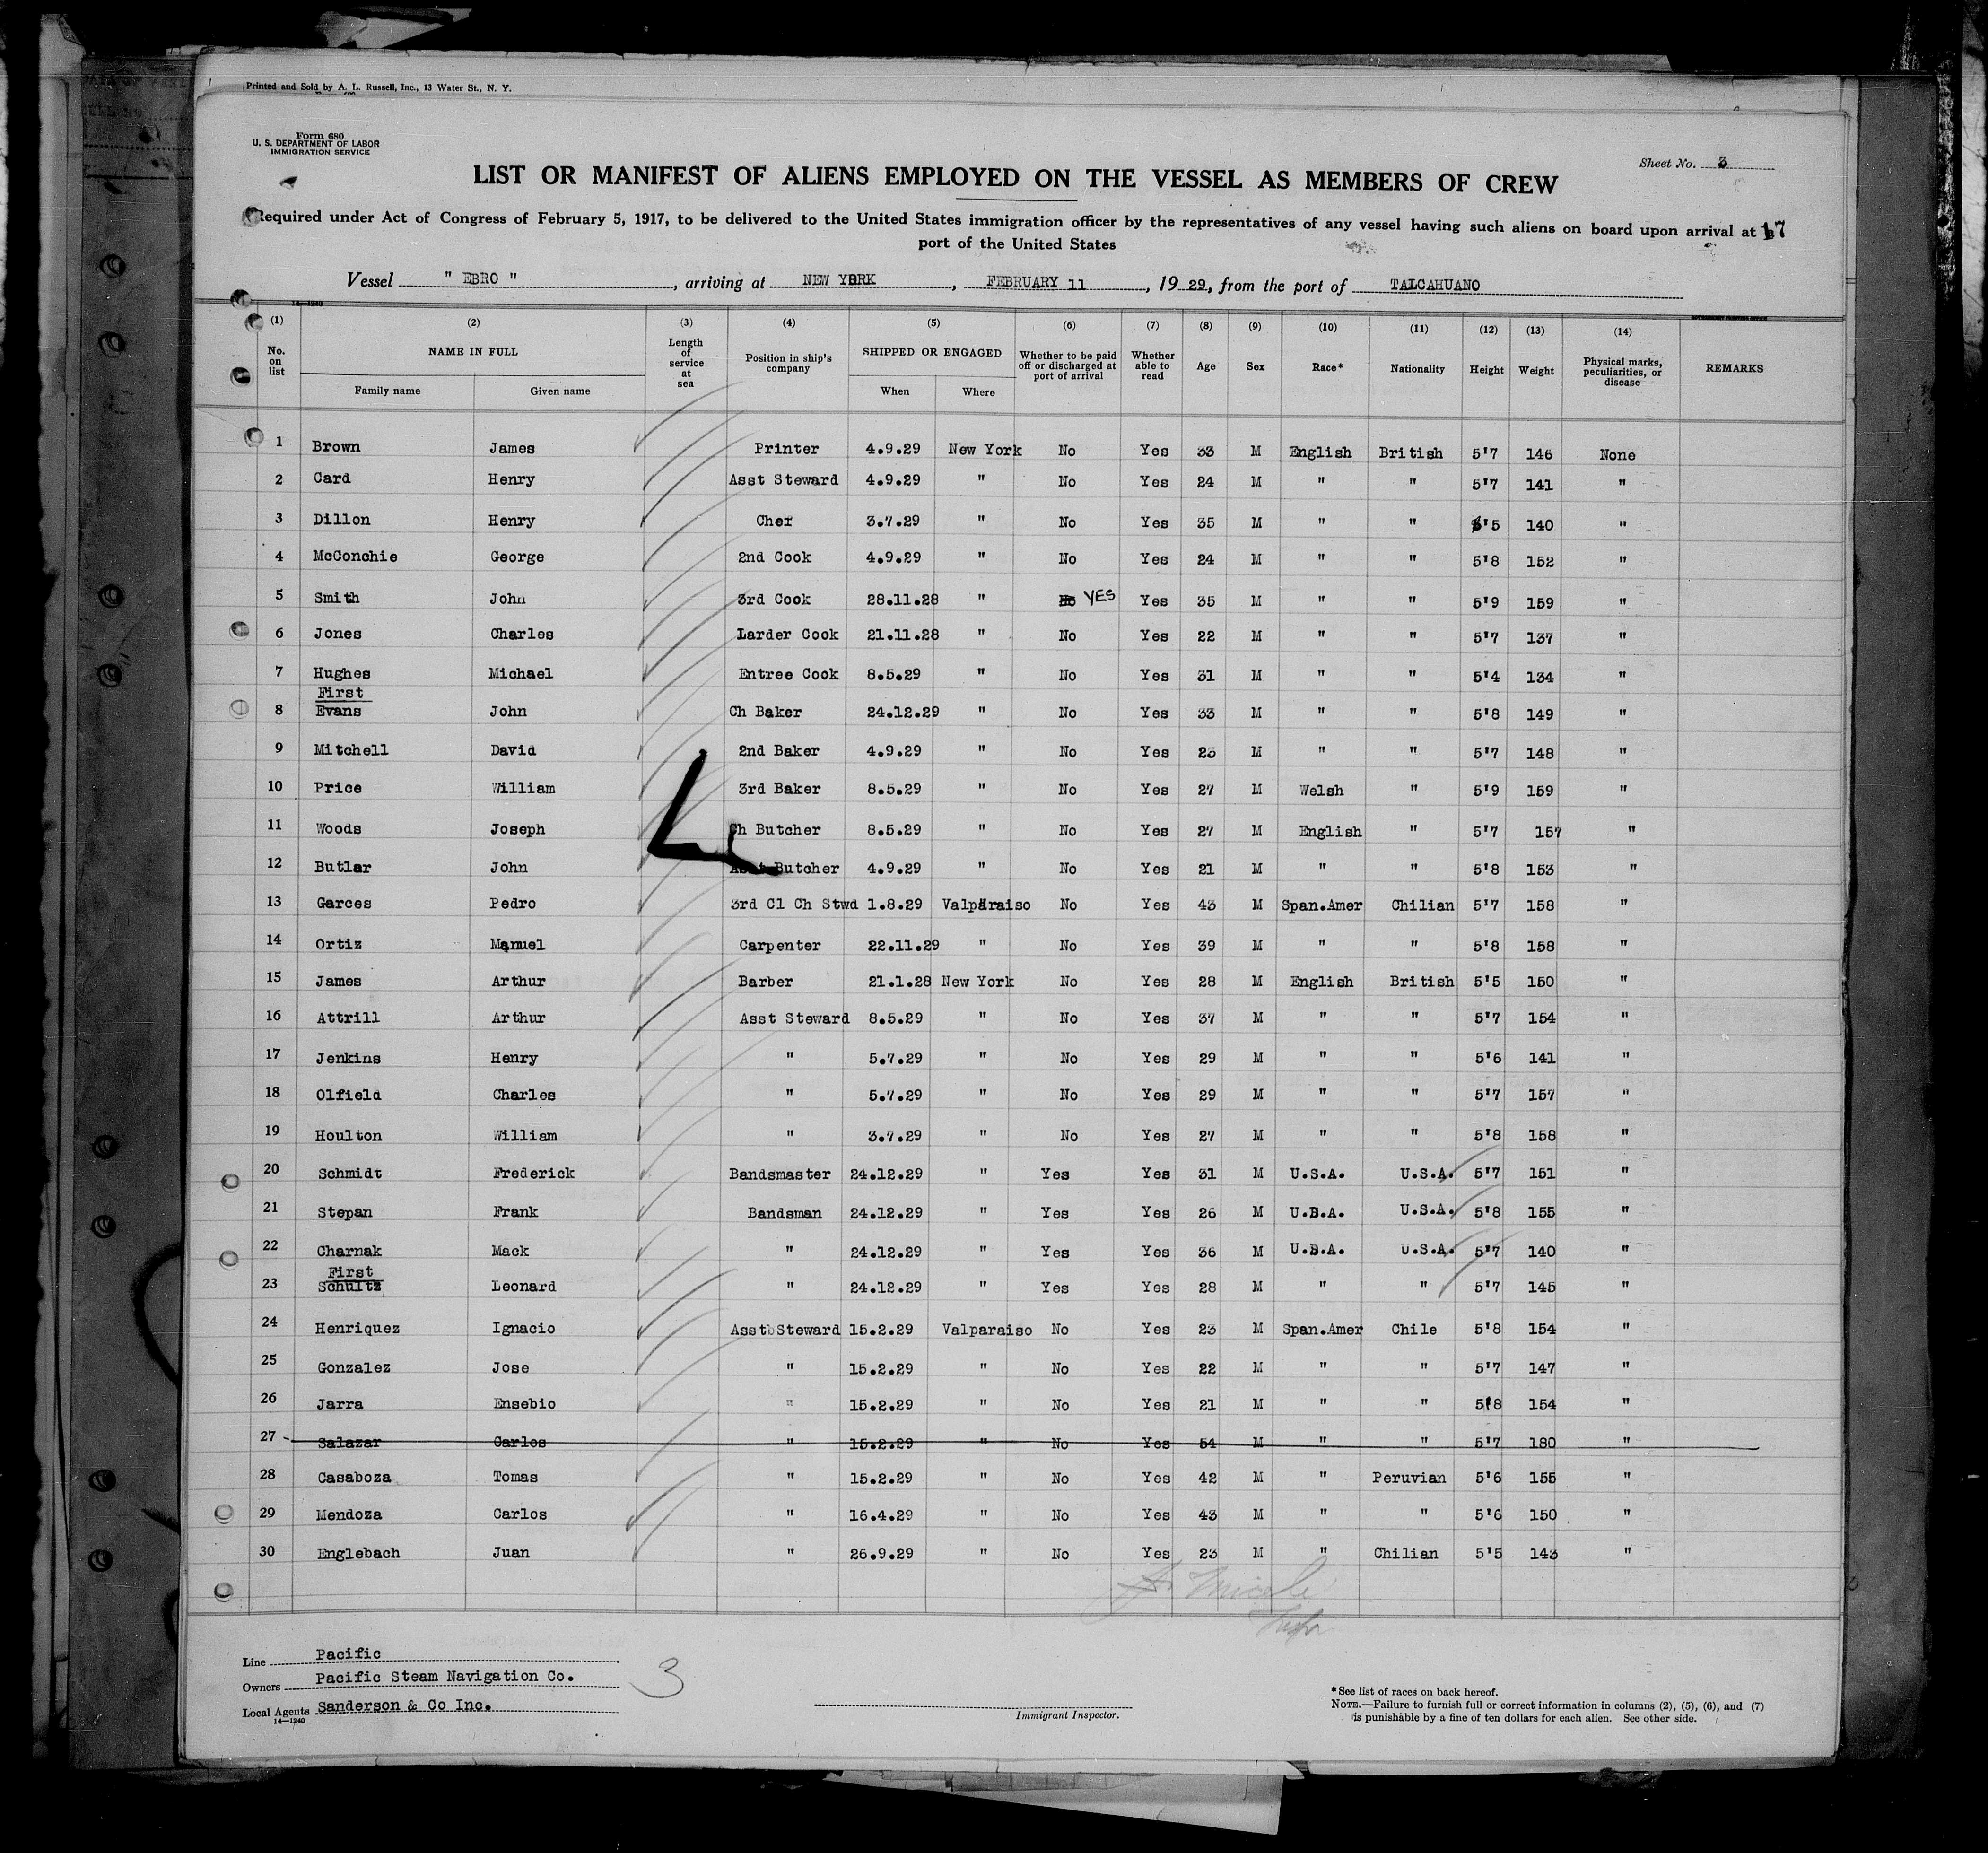 Printed and Sold by A. L. Russell, Inc., 13 Water St., N. Y.
Form 680
U. S. DEPARTMENT OF LABOR
IMMIGRATION SERVICE
Sheet No. 3
LIST OR MANIFEST OF ALIENS EMPLOYED ON THE VESSEL AS MEMBERS OF CREW
Required under Act of Congress of February 5, 1917, to be delivered to the United States immigration officer by the representatives of any vessel having such aliens on board upon arrival at a 17
port of the United States
Vessel " EBRO " , arriving at NEW YORK , FEBRUARY 11 , 19 29, from the port of TALCAHUANO
14—1240
(1) (2) (3) (4) (5) (6) (7) (8) (9) (10) (11) (12) (13) (14)
No. on list NAME IN FULL Family name Given name Length of service at sea Position in ship's company SHIPPED OR ENGAGED When Where Whether to be paid off or discharged at port of arrival Whether able to read Age Sex Race* Nationality Height Weight Physical marks, peculiarities, or disease REMARKS
1 Brown James Printer 4.9.29 New York No Yes 33 M English British 5'7 146 None
2 Card Henry Asst Steward 4.9.29 " No Yes 24 M " " 5'7 141 "
3 Dillon Henry Chef 3.7.29 " No Yes 35 M " " 5'5 140 "
4 McConchie George 2nd Cook 4.9.29 " No Yes 24 M " " 5'8 152 "
5 Smith John 3rd Cook 28.11.28 " No YES Yes 35 M " " 5'9 159 "
6 Jones Charles Larder Cook 21.11.28 " No Yes 22 M " " 5'7 137 "
7 Hughes Michael Entree Cook 8.5.29 " No Yes 31 M " " 5'4 134 "
First
8 Evans John Ch Baker 24.12.29 " No Yes 33 M " " 5'8 149 "
9 Mitchell David 2nd Baker 4.9.29 " No Yes 23 M " " 5'7 148 "
10 Price William 3rd Baker 8.5.29 " No Yes 27 M Welsh " 5'9 159 "
11 Woods Joseph Ch Butcher 8.5.29 " No Yes 27 M English " 5'7 157 "
12 Butlar John Asst Butcher 4.9.29 " No Yes 21 M " " 5'8 153 "
13 Garces Pedro 3rd Cl Ch Stwd 1.8.29 Valparaiso No Yes 43 M Span.Amer Chilian 5'7 158 "
14 Ortiz Manuel Carpenter 22.11.29 " No Yes 39 M " " 5'8 158 "
15 James Arthur Barber 21.1.28 New York No Yes 28 M English British 5'5 150 "
16 Attrill Arthur Asst Steward 8.5.29 " No Yes 37 M " " 5'7 154 "
17 Jenkins Henry " 5.7.29 " No Yes 29 M " " 5'6 141 "
18 Olfield Charles " 5.7.29 " No Yes 29 M " " 5'7 157 "
19 Houlton William " 3.7.29 " No Yes 27 M " " 5'8 158 "
20 Schmidt Frederick Bandsmaster 24.12.29 " Yes Yes 31 M U.S.A. U.S.A. 5'7 151 "
21 Stepan Frank Bandsman 24.12.29 " Yes Yes 26 M U.S.A. U.S.A. 5'8 155 "
22 Charnak Mack " 24.12.29 " Yes Yes 36 M U.S.A. U.S.A. 5'7 140 "
First
23 Schultz Leonard " 24.12.29 " Yes Yes 28 M " " 5'7 145 "
24 Henriquez Ignacio Asst Steward 15.2.29 Valparaiso No Yes 23 M Span.Amer Chile 5'8 154 "
25 Gonzalez Jose " 15.2.29 " No Yes 22 M " " 5'7 147 "
26 Jarra Ensebio " 15.2.29 " No Yes 21 M " " 5'8 154 "
27 Salazar Carlos " 15.2.29 " No Yes 54 M " " 5'7 180 "
28 Casaboza Tomas " 15.2.29 " No Yes 42 M " Peruvian 5'6 155 "
29 Mendoza Carlos " 16.4.29 " No Yes 43 M " " 5'6 150 "
30 Englebach Juan " 26.9.29 " No Yes 23 M " Chilian 5'5 143 "
Line Pacific
Owners Pacific Steam Navigation Co.
Local Agents Sanderson & Co Inc.
14—1240
3
Immigrant Inspector.
*See list of races on back hereof.
NOTE.—Failure to furnish full or correct information in columns (2), (5), (6), and (7)
is punishable by a fine of ten dollars for each alien. See other side.